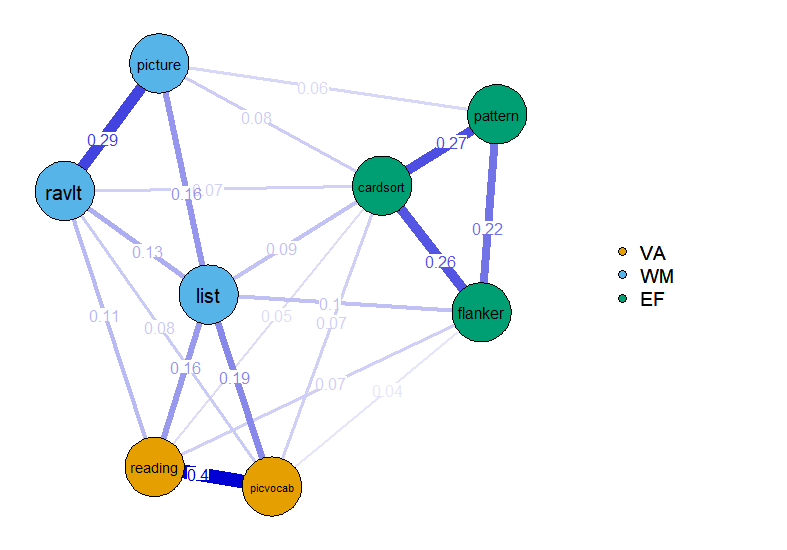 picture
0.06
pattern
0.08
0.29
0.27
ravlt
0.16
0.07
cardsort
0.22
0.13
0.09
0.26
list
0.1
flanker
0.11
0.08
0.05
0.07
0.16
0.19
0.07
0.04
reading
0.4
picvocab
VA
WM
EF